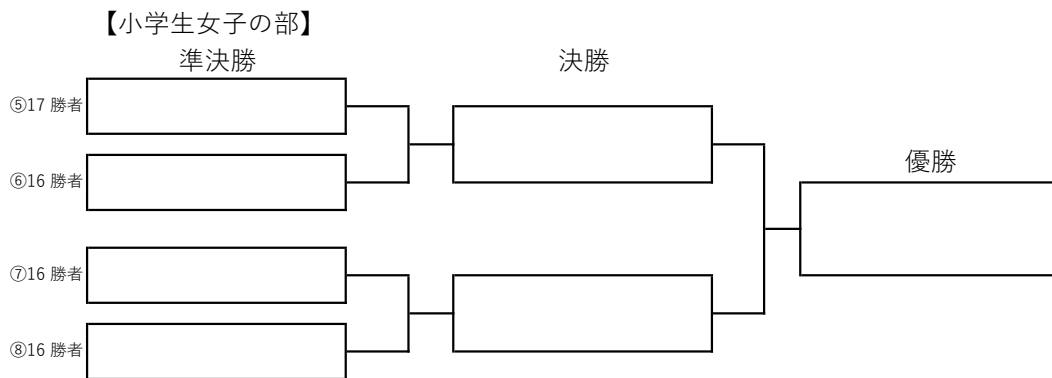 【小学生女子の部】
準決勝
決勝
⑤17 勝者
⑥16 勝者
優勝
⑦16 勝者
⑧16 勝者